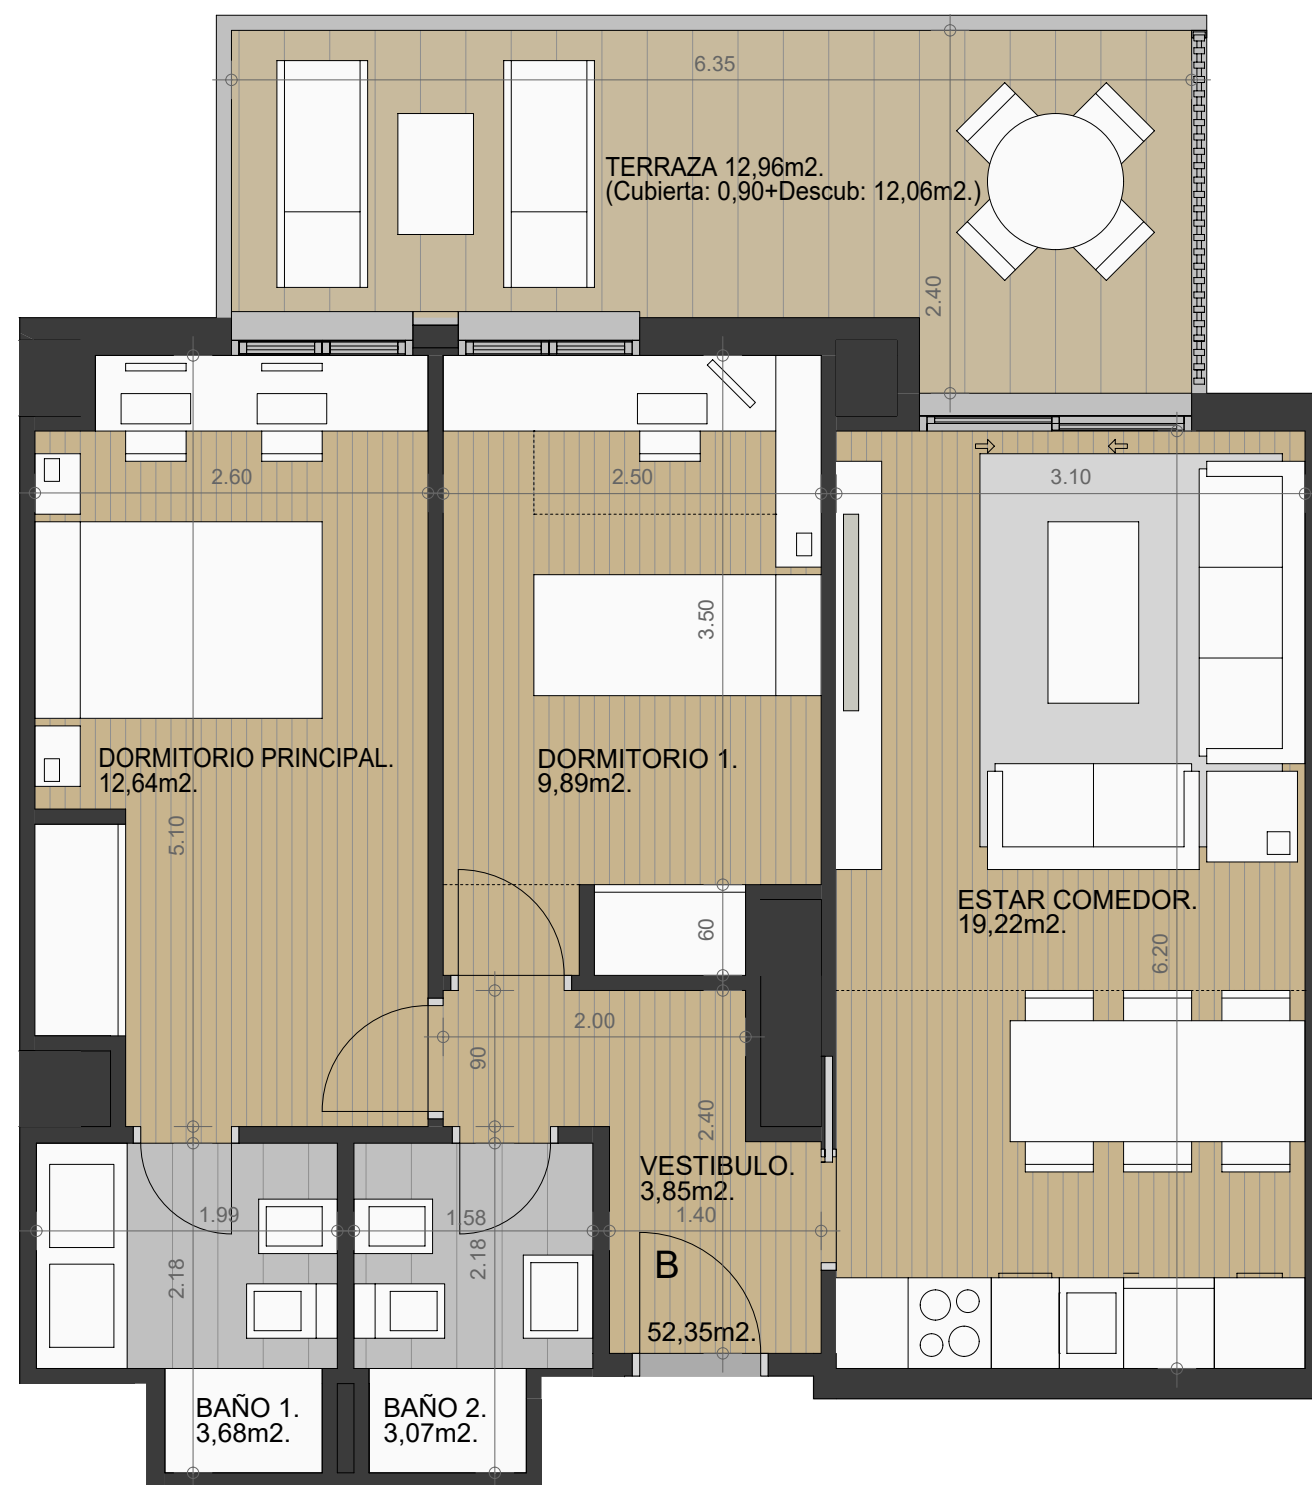 6.35
TERRAZA 12,96m2.
(Cubierta: 0,90+Descub: 12,06m2.)
2.40
2.60
2.50
3.10
3.50
DORMITORIO PRINCIPAL.
12,64m2.
DORMITORIO 1.
9,89m2.
5.10
ESTAR COMEDOR.
19,22m2.
60
6.20
2.00
90
2.40
VESTIBULO.
3,85m2.
1.99
1.58
1.40
2.18
2.18
B
52,35m2.
BAÑO 1.
3,68m2.
BAÑO 2.
3,07m2.